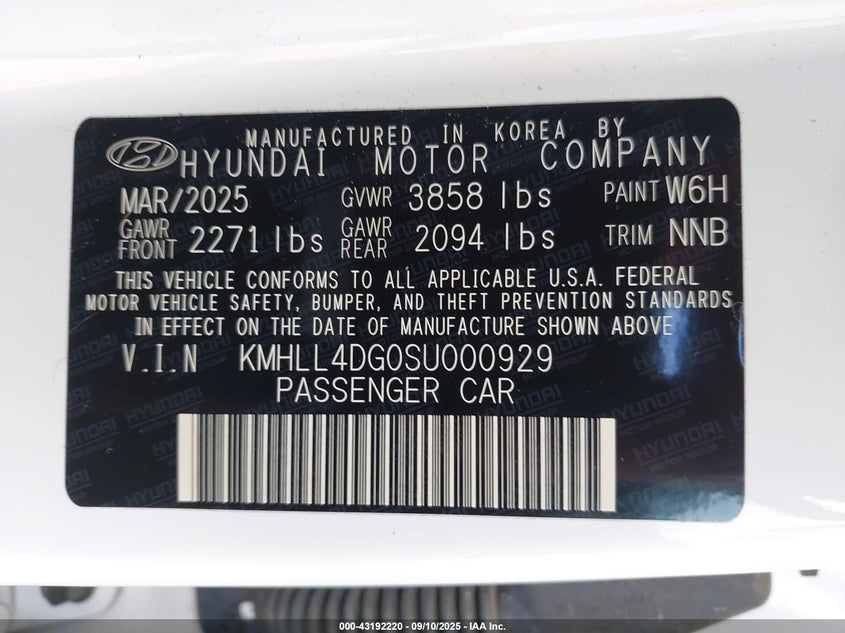 MANUFACTURED IN KOREA BY
HYUNDAI MOTOR COMPANY
MAR/2025 GVWR 3858 lbs PAINT W6H
GAWR FRONT 2271 lbs GAWR REAR 2094 lbs TRIM NNB
THIS VEHICLE CONFORMS TO ALL APPLICABLE U.S.A. FEDERAL
MOTOR VEHICLE SAFETY, BUMPER, AND THEFT PREVENTION STANDARDS
IN EFFECT ON THE DATE OF MANUFACTURE SHOWN ABOVE
V.I.N KMHLL4DG0SU000929
PASSENGER CAR
HYUNDAI
MOTOR GROUP
000-43192220 - 09/10/2025 - IAA Inc.